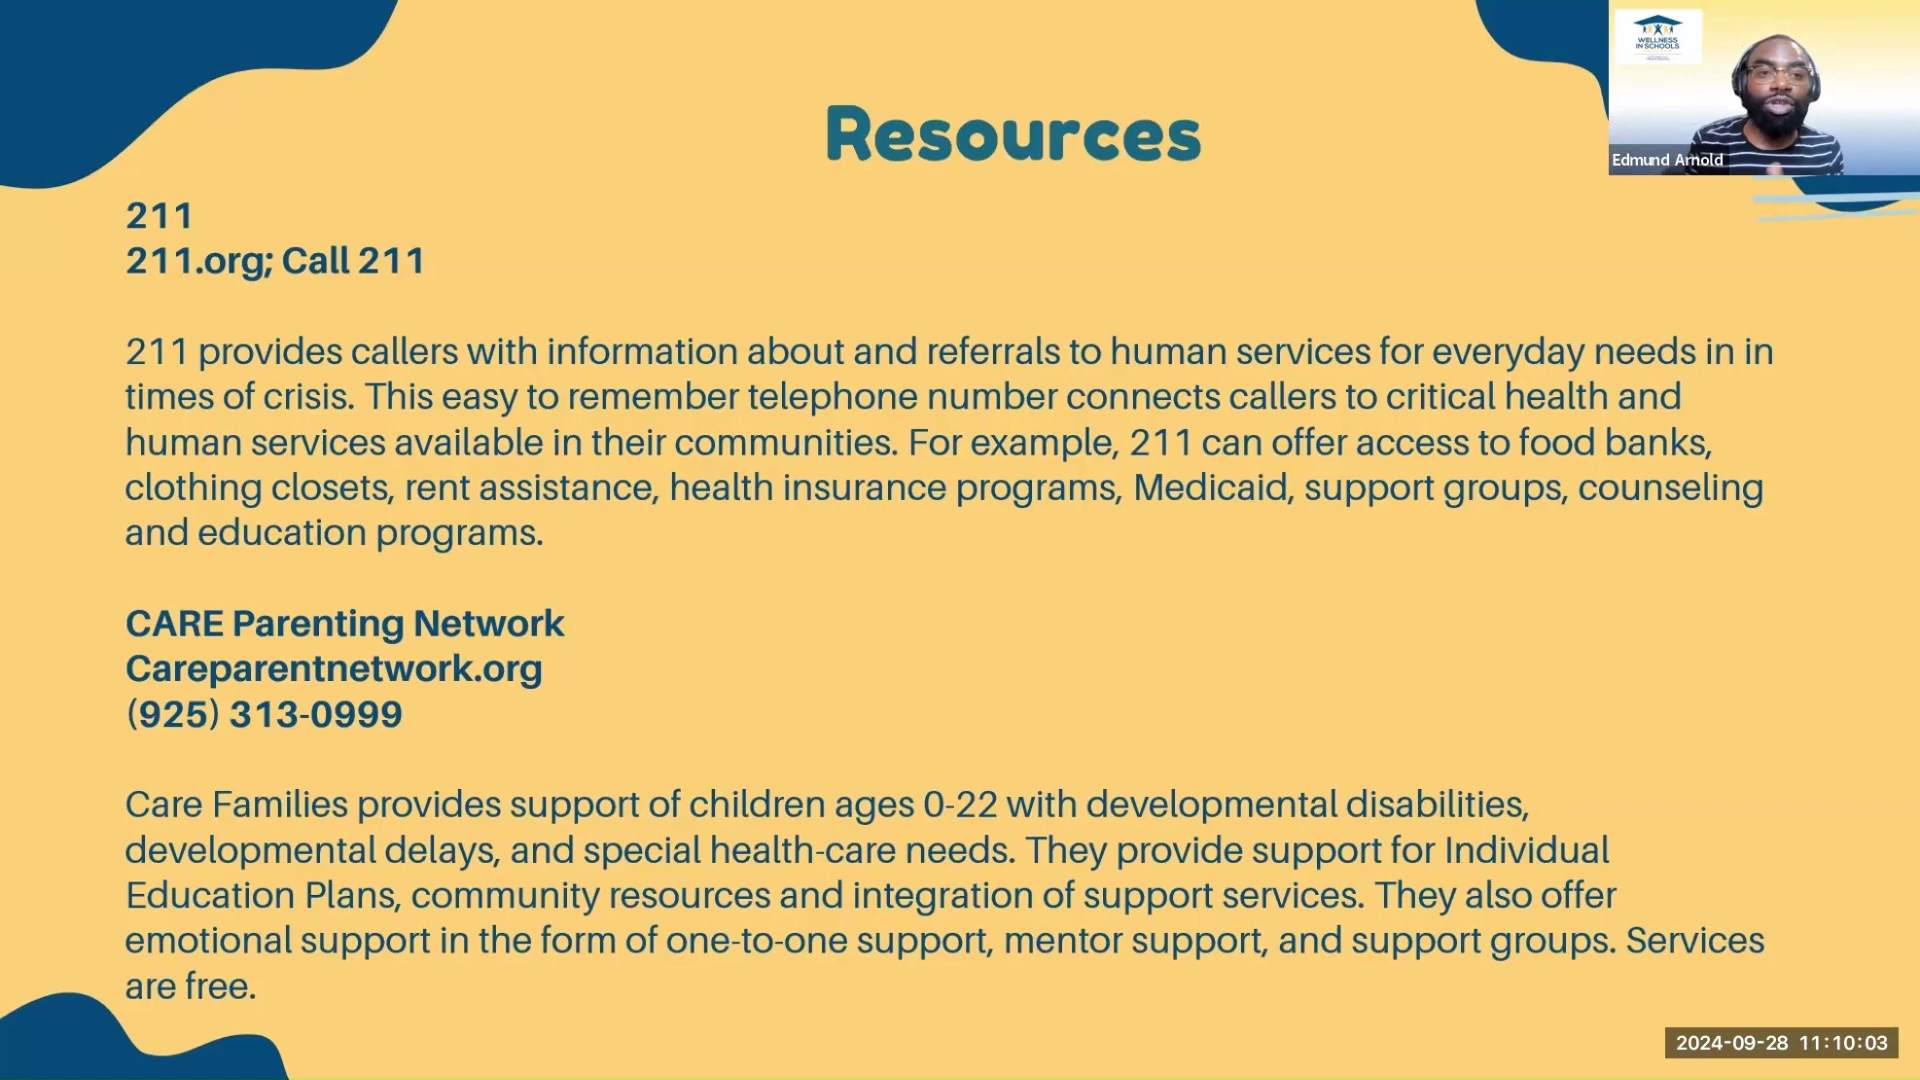 Resources
WELLNESS
IN SCHOOLS
Edmund Arnold
211
211.org; Call 211
211 provides callers with information about and referrals to human services for everyday needs in in
times of crisis. This easy to remember telephone number connects callers to critical health and
human services available in their communities. For example, 211 can offer access to food banks,
clothing closets, rent assistance, health insurance programs, Medicaid, support groups, counseling
and education programs.
CARE Parenting Network
Careparentnetwork.org
(925) 313-0999
Care Families provides support of children ages 0-22 with developmental disabilities,
developmental delays, and special health-care needs. They provide support for Individual
Education Plans, community resources and integration of support services. They also offer
emotional support in the form of one-to-one support, mentor support, and support groups. Services
are free.
2024-09-28 11:10:03